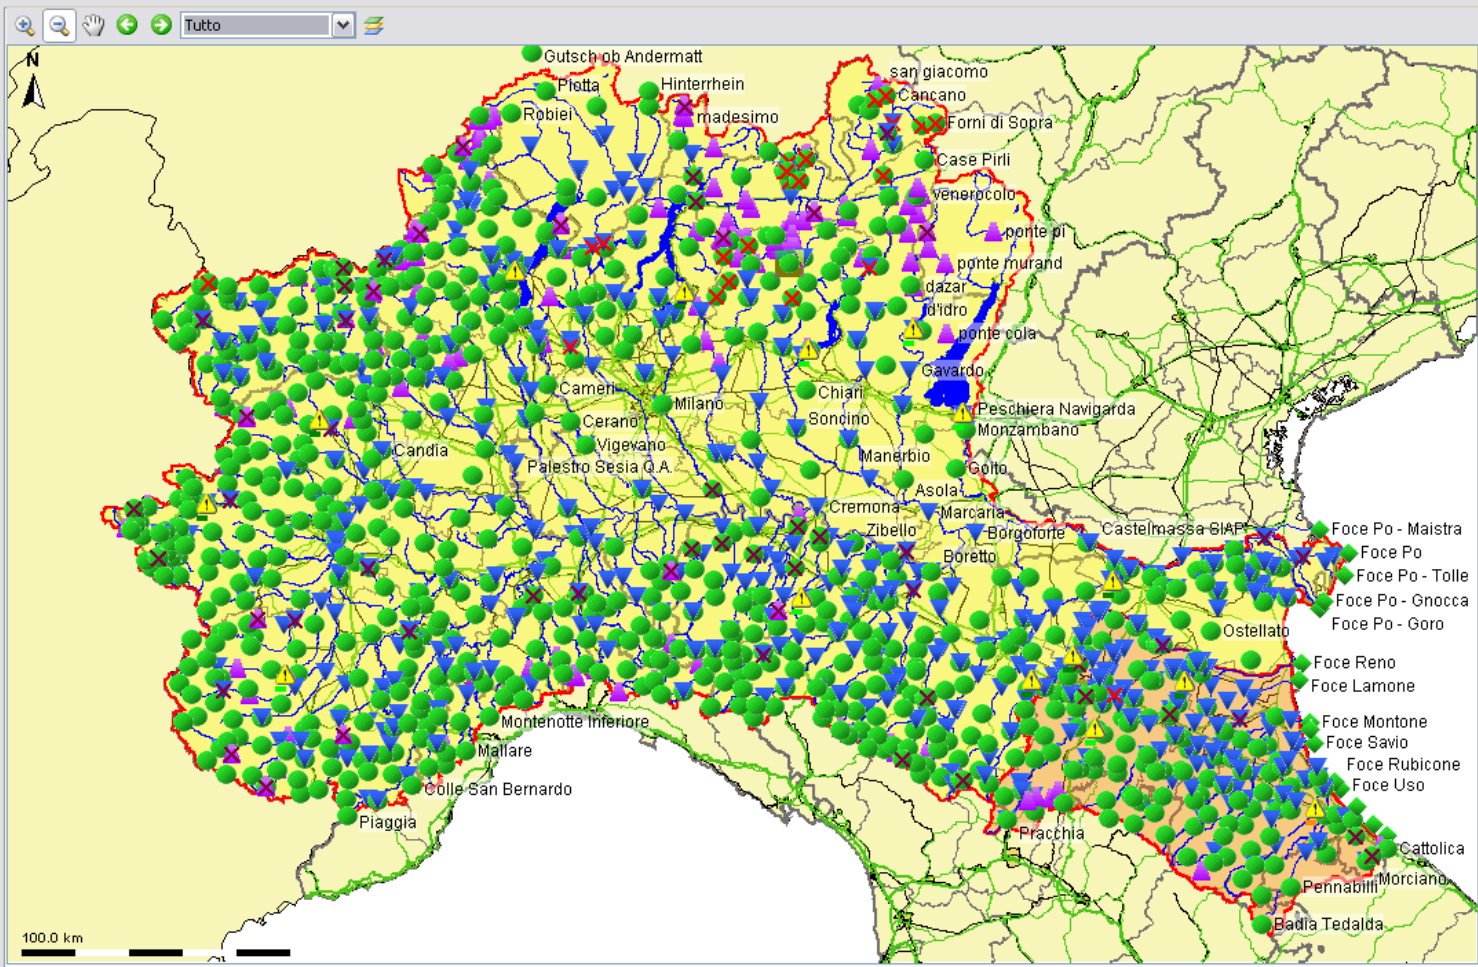 Tutto
N
Gutsch ob Andermatt
Piotta
Hinterrhein
san giacomo
Cancano
Robiei
madesimo
Forni di Sopra
Case Pirli
venerocolo
ponte pi
ponte murand
dazar
d'idro
ponte cola
Gavardo
Cameri
Chiari
Milano
Peschiera Navigarda
Cerano
Soncino
Monzambano
Vigevano
Candia
Manerbio
Palestro Sesia Q.A.
Goito
Asola
Cremona
Marcaria
Zibello
Borgoforte
Castelmassa SIAP
Foce Po - Maistra
Boretto
Foce Po
Foce Po - Tolle
Foce Po - Gnocca
Foce Po - Goro
Ostellato
Foce Reno
Foce Lamone
Montenotte Inferiore
Foce Montone
Foce Savio
Mallare
Foce Rubicone
Foce Uso
Colle San Bernardo
Piaggia
Pracchia
Cattolica
Morciano
Pennabilli
Badia Tedalda
100.0 km